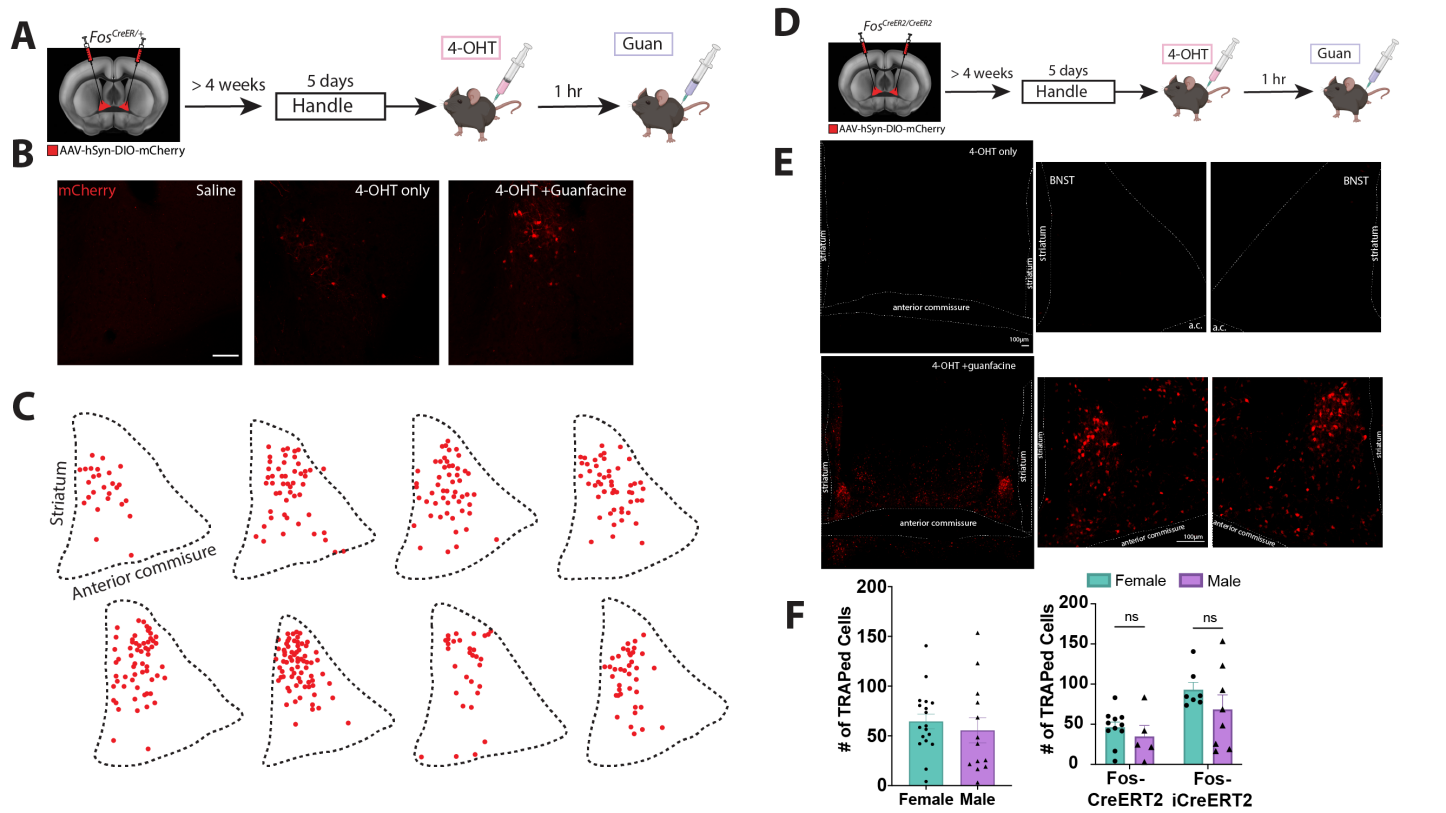 A
Fos^CreER/+
> 4 weeks
5 days
Handle
4-OHT
1 hr
Guan
AAV-hSyn-DIO-mCherry
B
mCherry
Saline
4-OHT only
4-OHT +Guanfacine
C
Striatum
Anterior commisure
D
Fos^CreER2/CreER2
> 4 weeks
5 days
Handle
4-OHT
1 hr
Guan
AAV-hSyn-DIO-mCherry
E
4-OHT only
striatum
striatum
anterior commissure
100µm
BNST
striatum
a.c.
BNST
striatum
a.c.
4-OHT +guanfacine
striatum
striatum
anterior commissure
striatum
anterior commissure
100µm
striatum
anterior commissure
F
# of TRAPed Cells
200
150
100
50
0
Female
Male
Female
Male
# of TRAPed Cells
200
150
100
50
0
ns
ns
Fos-
CreERT2
Fos-
iCreERT2